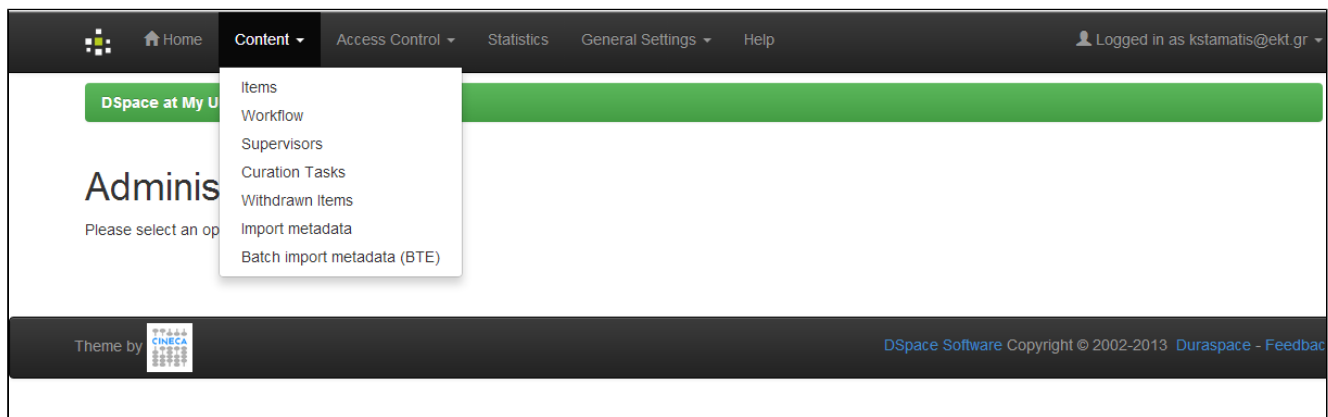 Home Content Access Control Statistics General Settings Help Logged in as kstamatis@ekt.gr
Items
DSpace at My U
Workflow
Supervisors
Curation Tasks
Adminis
Withdrawn Items
Please select an op
Import metadata
Batch import metadata (BTE)
Theme by CINECA DSpace Software Copyright © 2002-2013 Duraspace - Feedbac